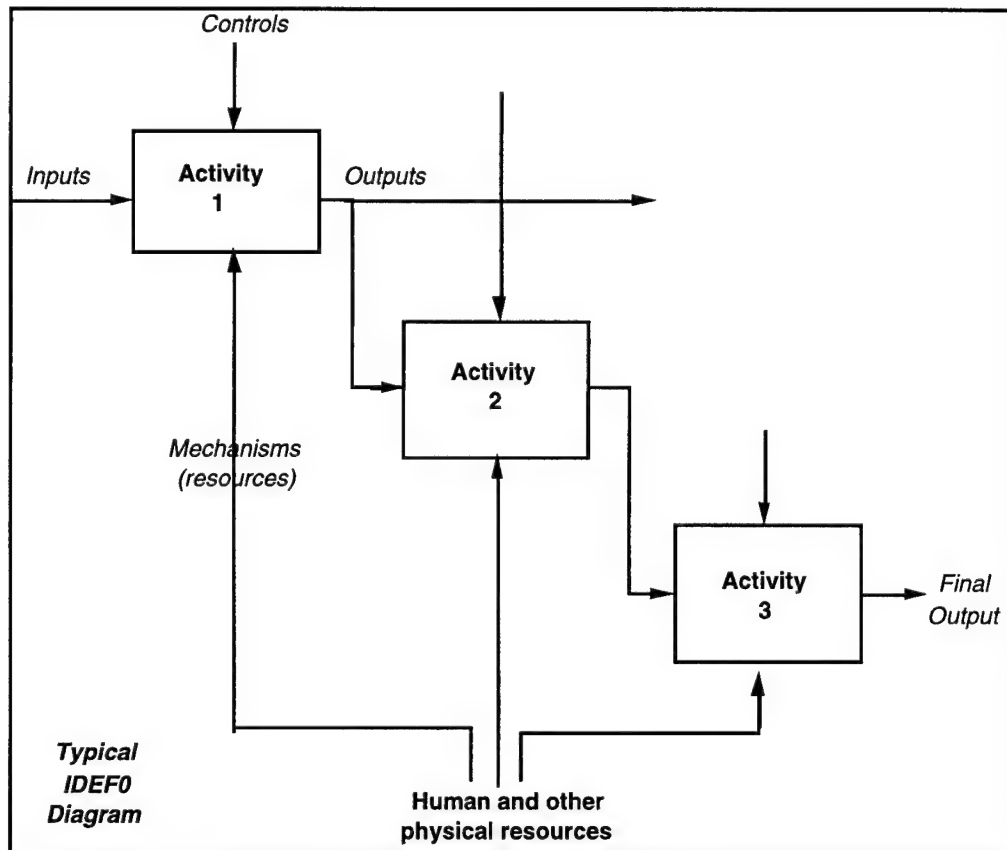 Controls
Inputs
Activity
1
Outputs
Activity
2
Mechanisms
(resources)
Activity
3
Final
Output
Typical
IDEF0
Diagram
Human and other
physical resources